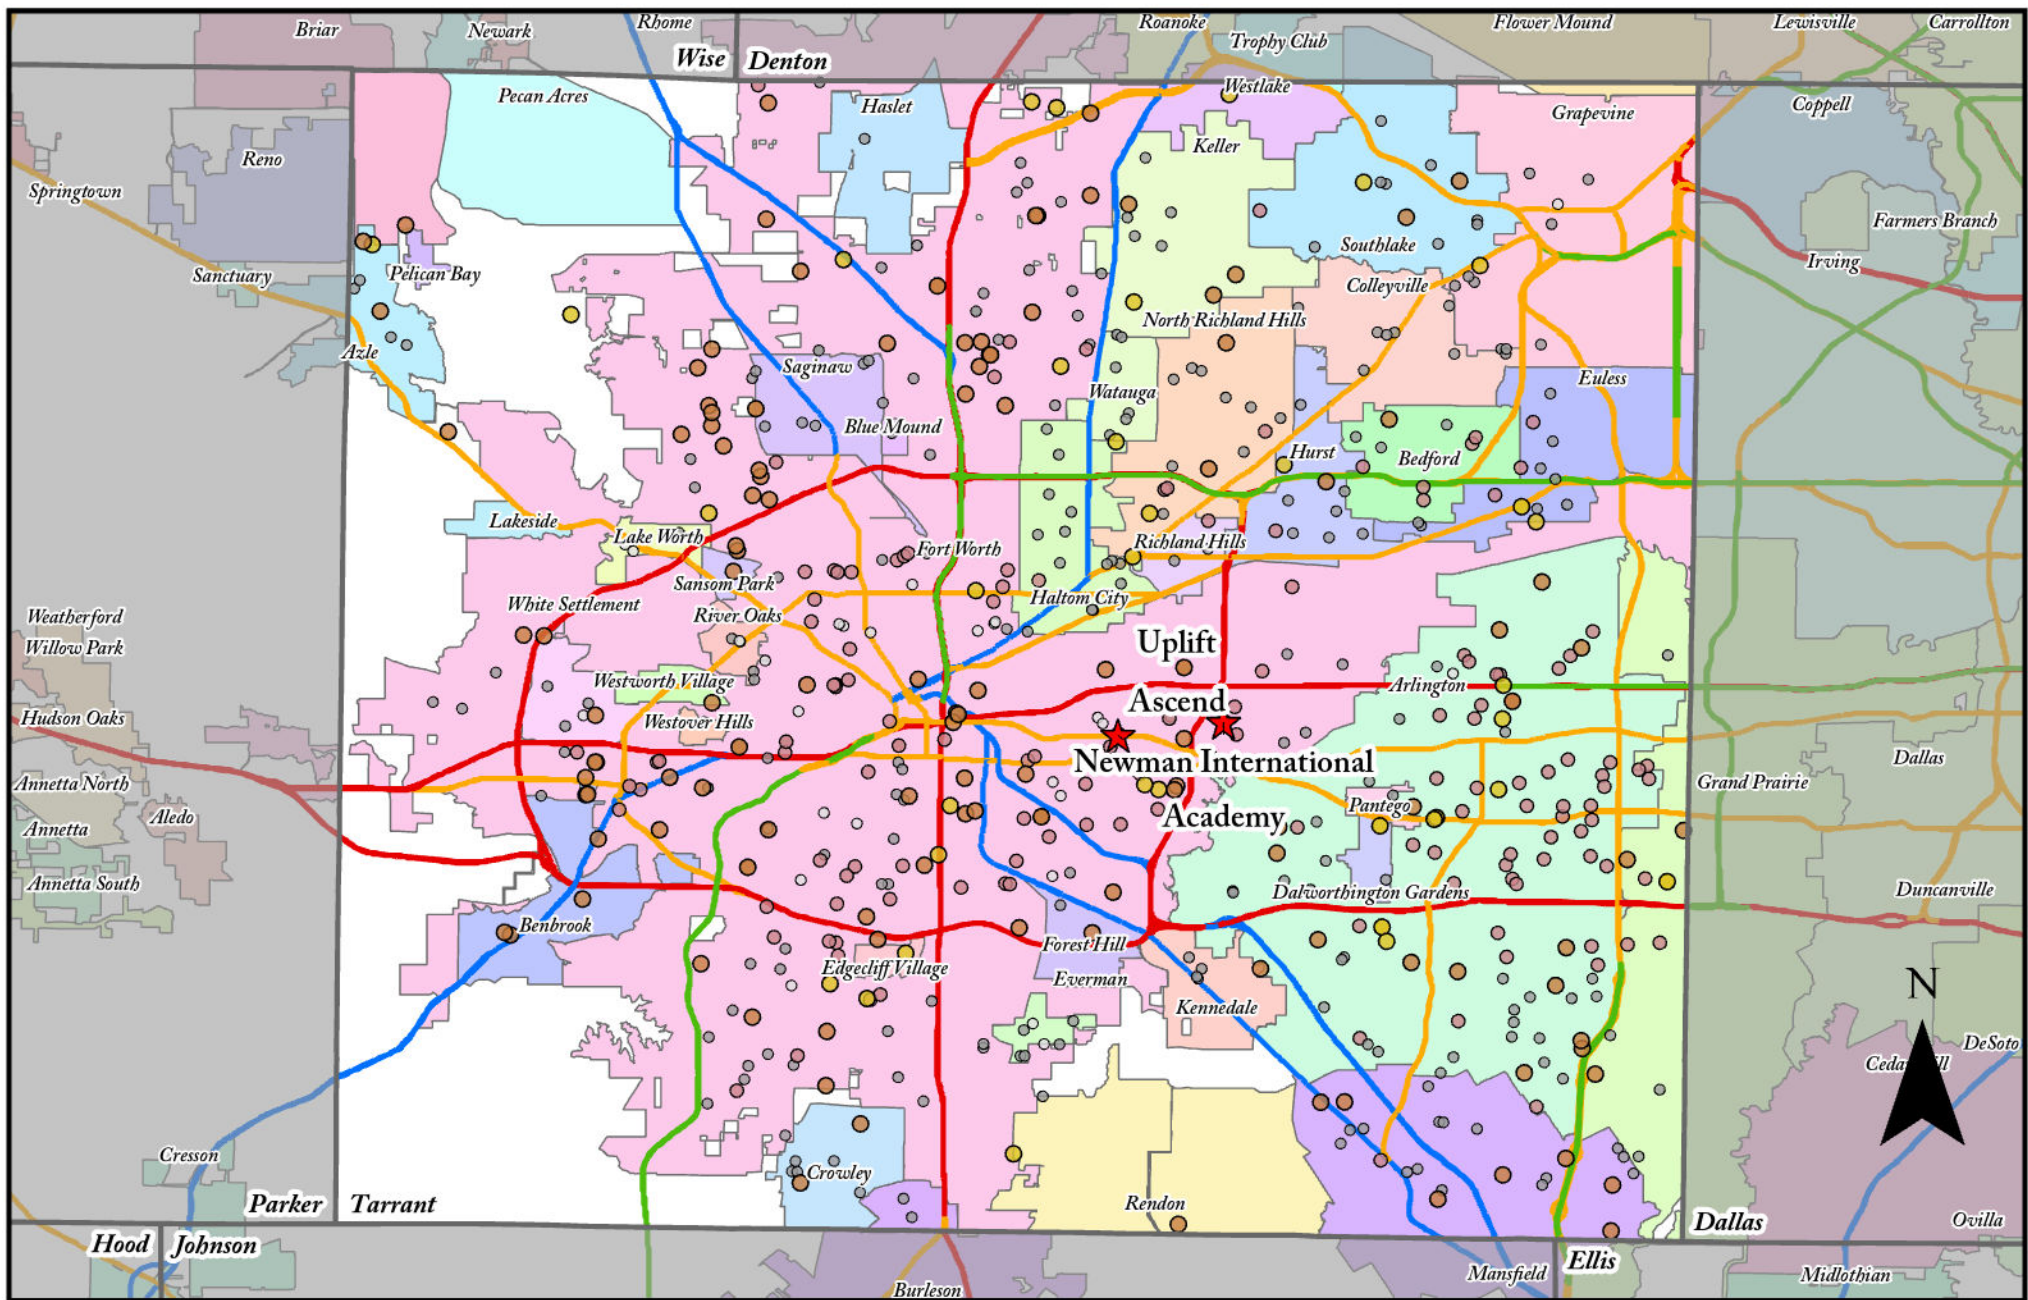 Briar
Newark
Rhome
Roanoke
Flower Mound
Lewisville
Carrollton
Trophy Club
Wise
Denton
Pecan Acres
Haslet
Westlake
Grapevine
Coppell
Reno
Keller
Springtown
Farmers Branch
Southlake
Sanctuary
Pelican Bay
Irving
Colleyville
North Richland Hills
Azle
Saginaw
Euless
Watauga
Blue Mound
Hurst
Bedford
Lakeside
Lake Worth
Fort Worth
Richland Hills
Sansom Park
White Settlement
Haltom City
Weatherford
River Oaks
Willow Park
Uplift
Westworth Village
Arlington
Ascend
Hudson Oaks
Westover Hills
Newman International
Dallas
Annetta North
Grand Prairie
Pantego
Aledo
Academy
Annetta
Annetta South
Dalworthington Gardens
Duncanville
Benbrook
Forest Hill
Edgecliff Village
Everman
N
Kennedale
DeSoto
Cresson
Crowley
Parker
Tarrant
Rendon
Dallas
Ovilla
Hood
Johnson
Ellis
Mansfield
Midlothian
Burleson